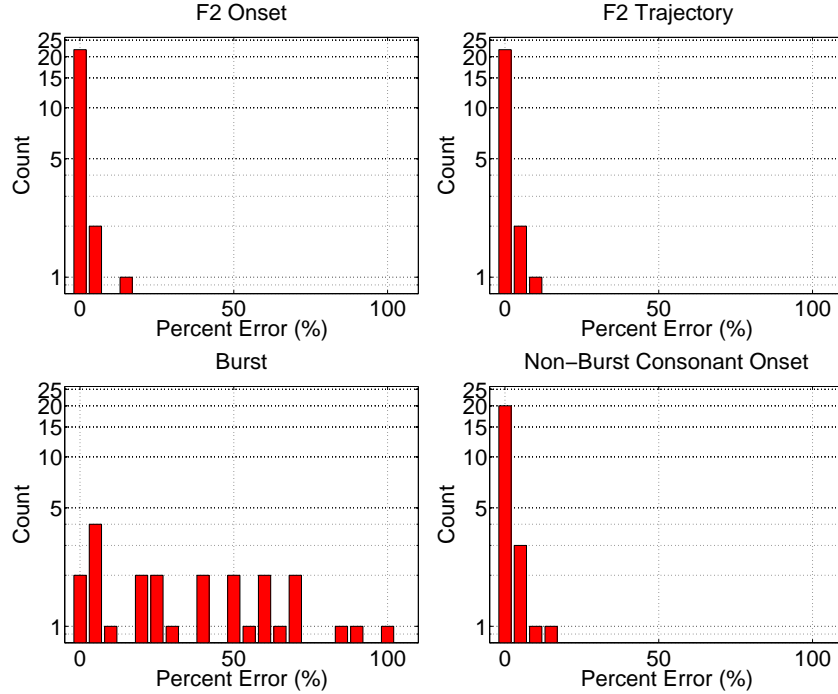 F2 Onset
25
20
15
10
5
1
Count
0 50 100
Percent Error (%)
F2 Trajectory
25
20
15
10
5
1
Count
0 50 100
Percent Error (%)
Burst
25
20
15
10
5
1
Count
0 50 100
Percent Error (%)
Non−Burst Consonant Onset
25
20
15
10
5
1
Count
0 50 100
Percent Error (%)